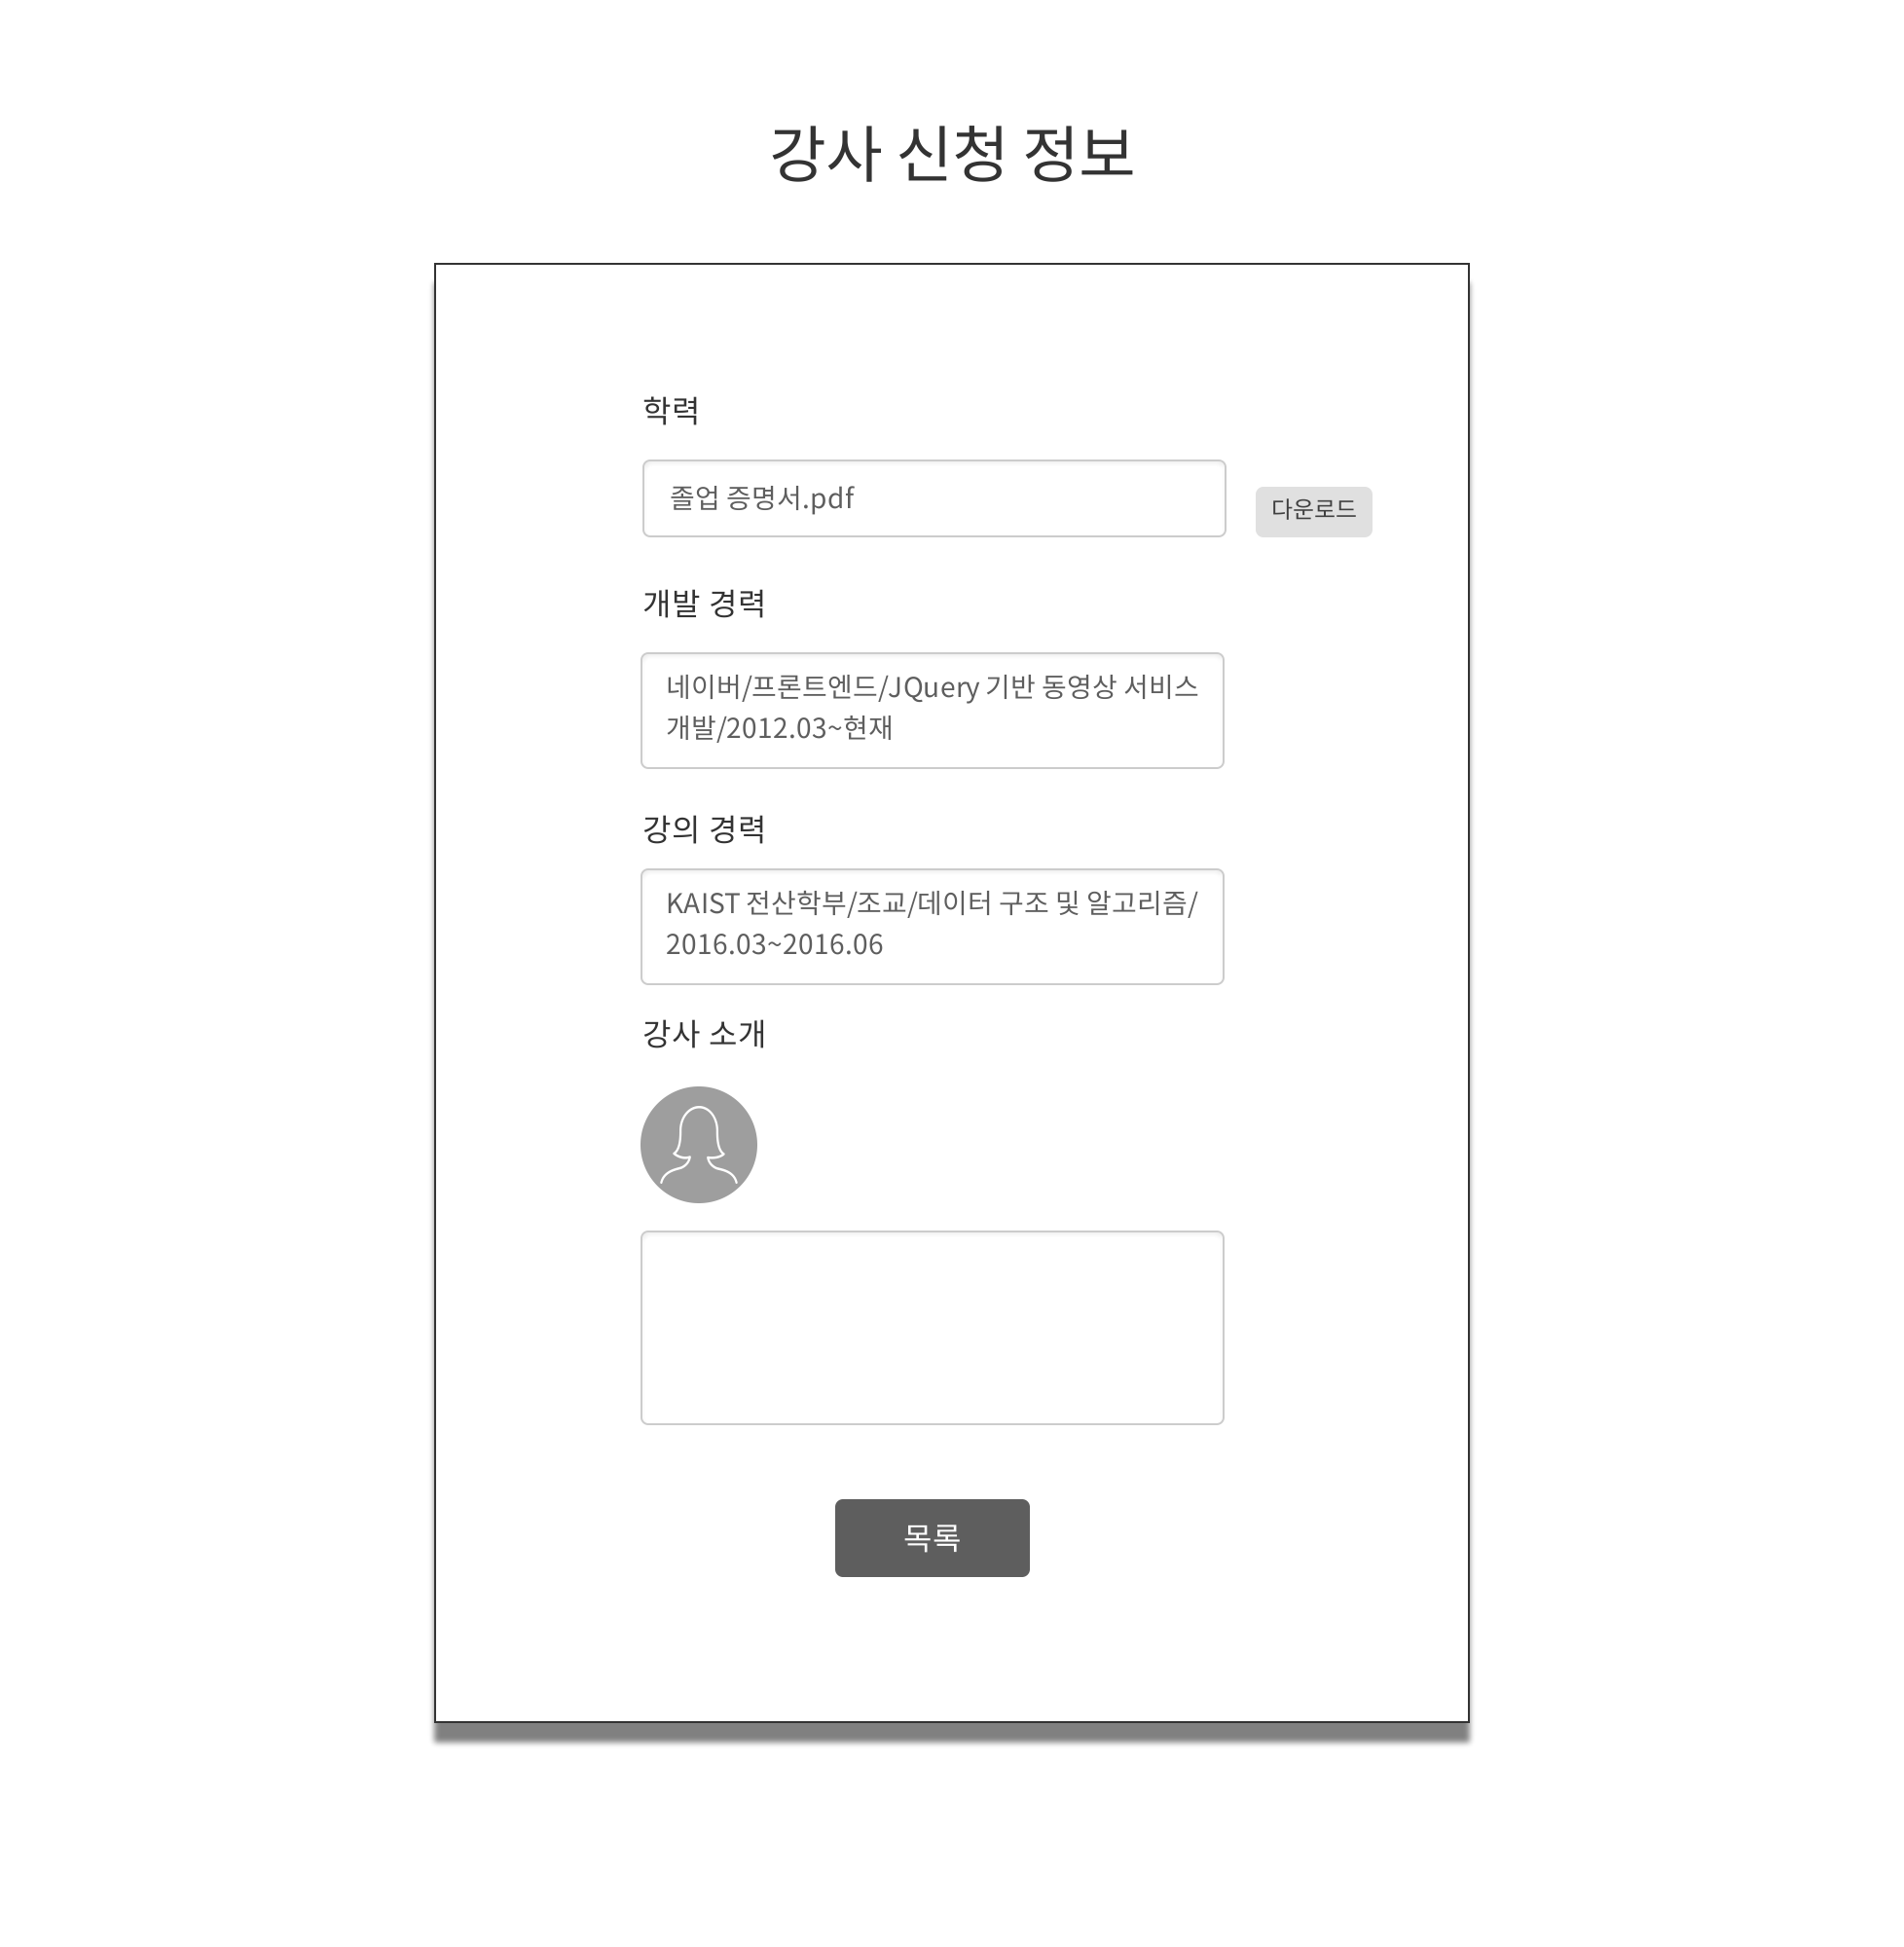 강사 신청 정보
학력
졸업 증명서.pdf
다운로드
개발 경력
네이버/프론트엔드/JQuery 기반 동영상 서비스
개발/2012.03~현재
강의 경력
KAIST 전산학부/조교/데이터 구조 및 알고리즘/
2016.03~2016.06
강사 소개
목록